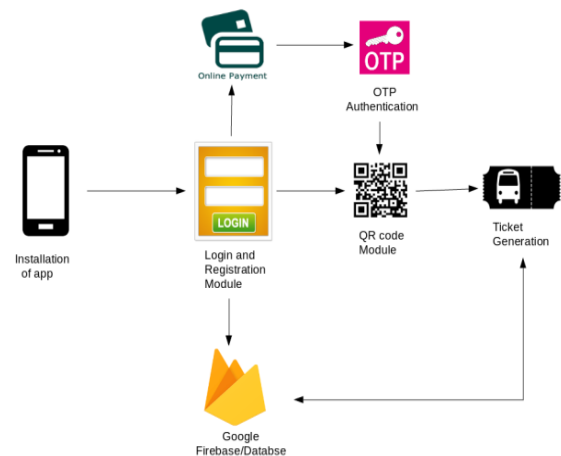 Online Payment
OTP
OTP
Authentication
LOGIN
Installation
of app
Login and
Registration
Module
QR code
Module
Ticket
Generation
Google
Firebase/Databse